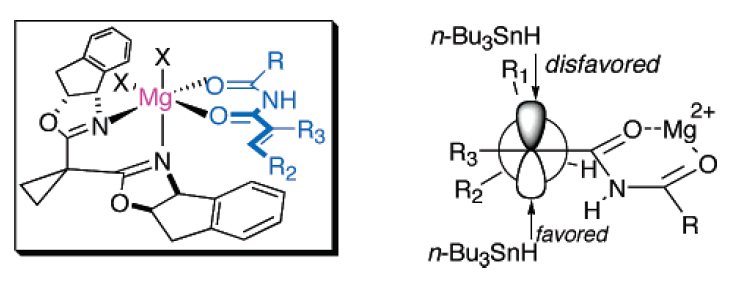 X
X
R
O
Mg
NH
O
N
O
R3
N
R2
O
n-Bu3SnH
R1
disfavored
O
Mg2+
R3
H
O
R2
N
H
R
favored
n-Bu3SnH